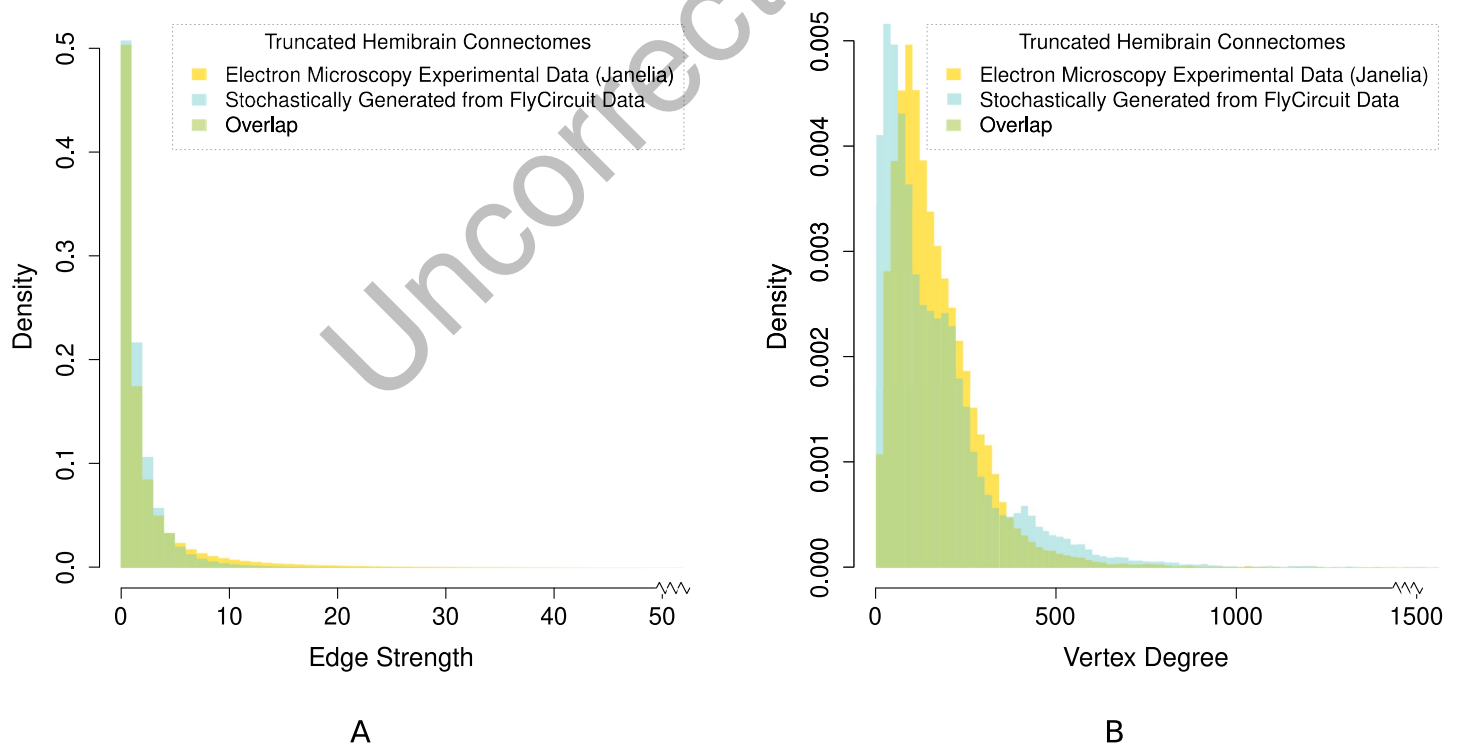 Truncated Hemibrain Connectomes
Electron Microscopy Experimental Data (Janelia)
Stochastically Generated from FlyCircuit Data
Overlap
Density
0.5
0.4
0.3
0.2
0.1
0.0
0 10 20 30 40 50
Edge Strength
A
Truncated Hemibrain Connectomes
Electron Microscopy Experimental Data (Janelia)
Stochastically Generated from FlyCircuit Data
Overlap
Density
0.005
0.004
0.003
0.002
0.001
0.000
0 500 1000 1500
Vertex Degree
B
Uncorrect